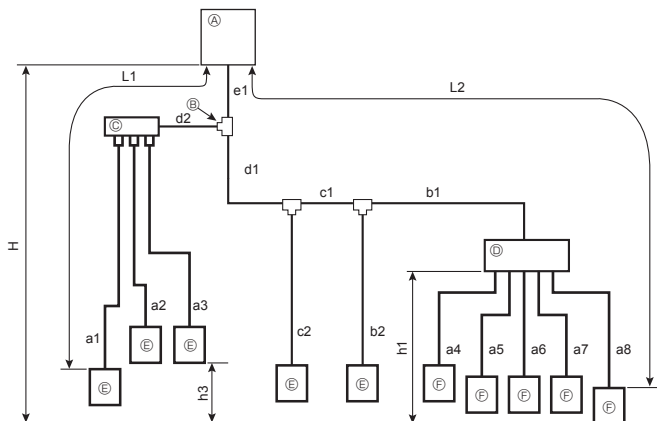 Ⓐ
L1
L2
e1
Ⓑ
Ⓒ
d2
d1
c1
b1
H
Ⓓ
a2
a3
a1
c2
b2
h1
a4
a5
a6
a7
a8
Ⓔ
Ⓔ
Ⓔ
Ⓔ
Ⓔ
h3
Ⓕ
Ⓕ
Ⓕ
Ⓕ
Ⓕ